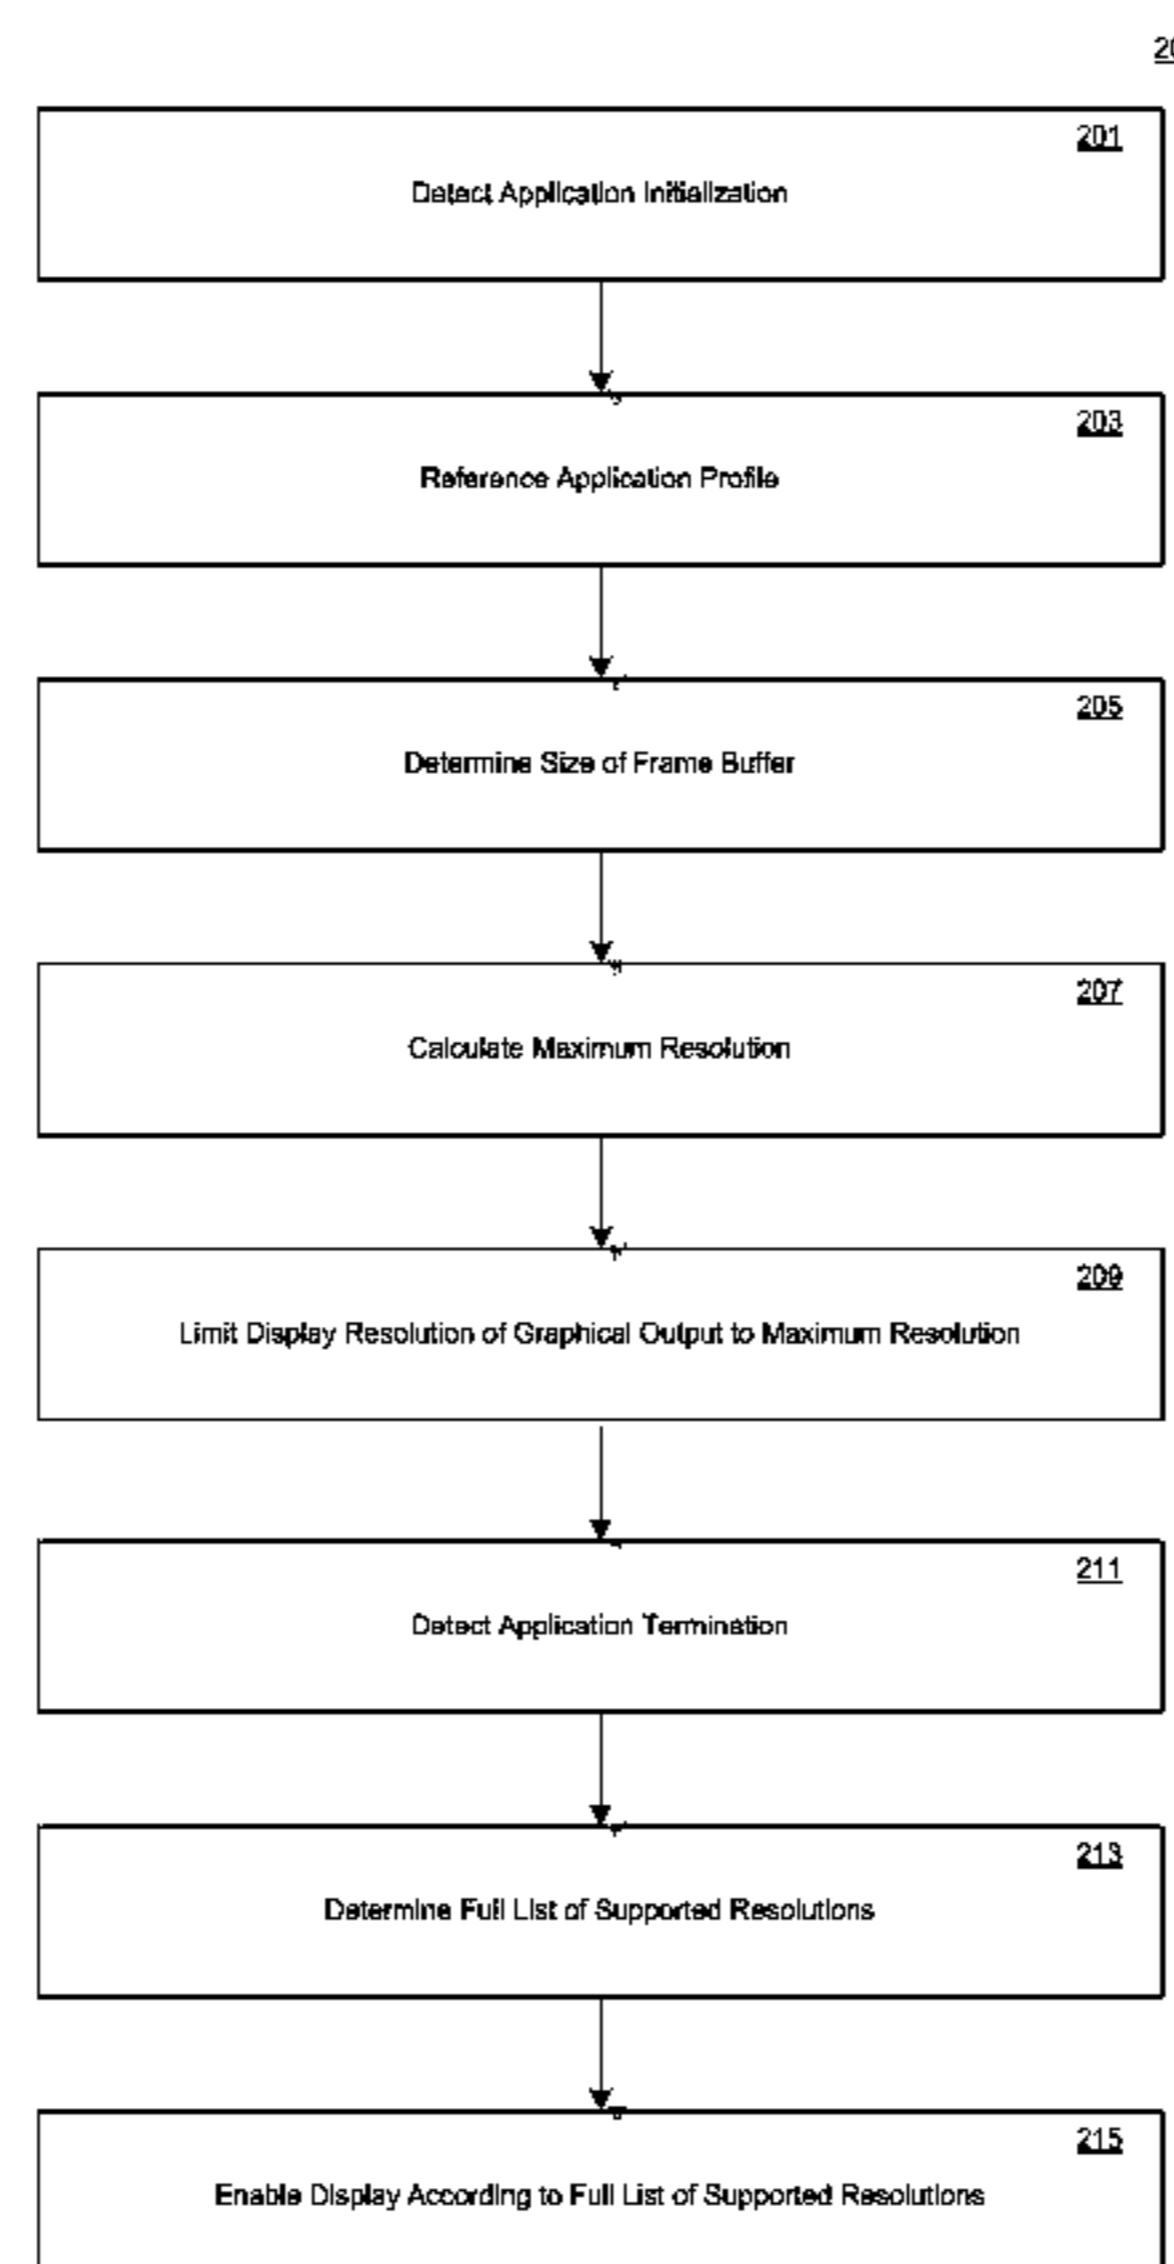 201
Detect Application Initialization
203
Reference Application Profile
205
Determine Size of Frame Buffer
207
Calculate Maximum Resolution
209
Limit Display Resolution of Graphical Output to Maximum Resolution
211
Detect Application Termination
213
Determine Full List of Supported Resolutions
215
Enable Display According to Full List of Supported Resolutions